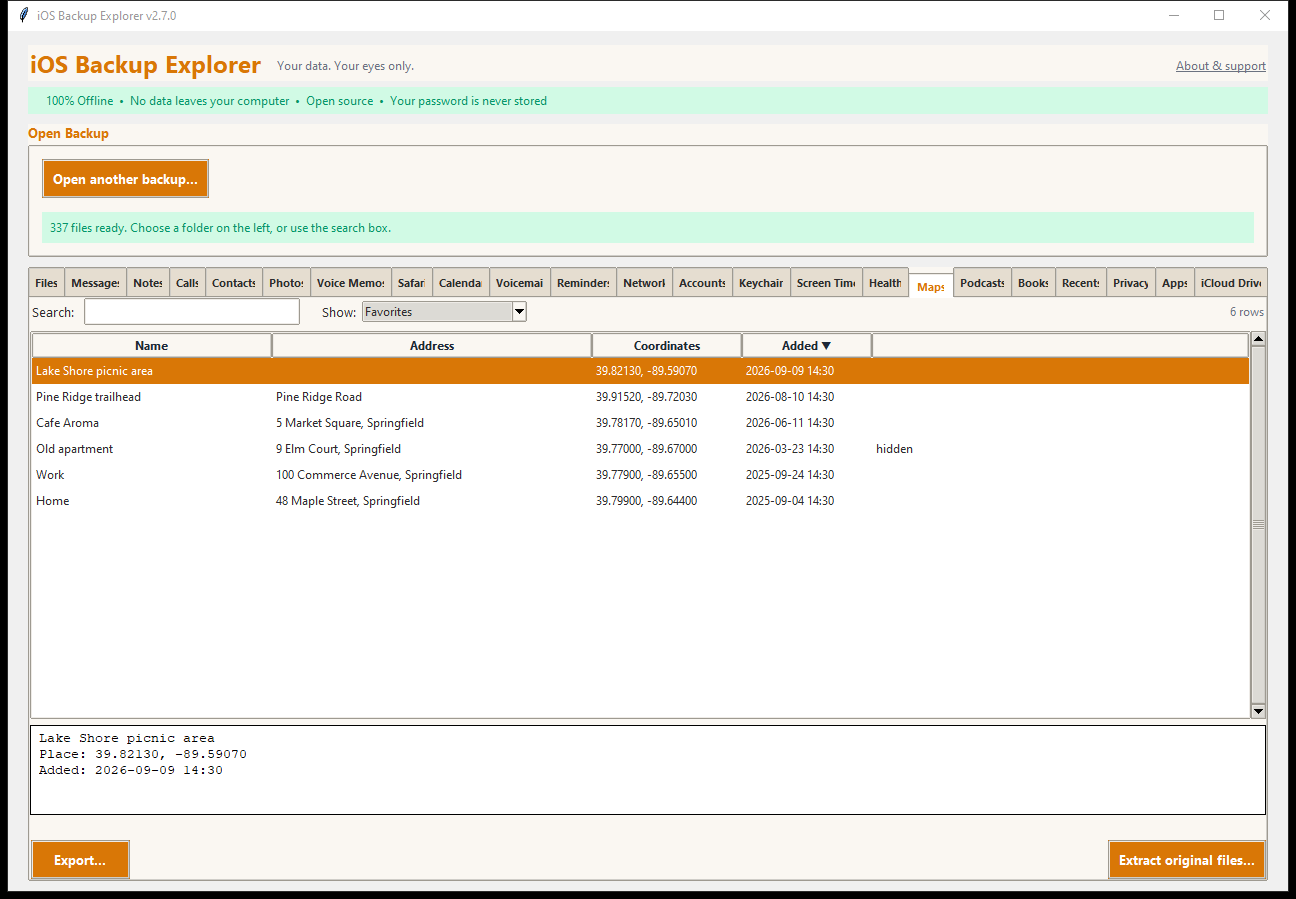 iOS Backup Explorer v2.7.0
iOS Backup Explorer Your data. Your eyes only. About & support
100% Offline • No data leaves your computer • Open source • Your password is never stored
Open Backup
Open another backup...
337 files ready. Choose a folder on the left, or use the search box.
Files Messages Notes Calls Contacts Photos Voice Memos Safari Calenda Voicemai Reminders Network Accounts Keychain Screen Time Health Maps Podcasts Books Recents Privacy Apps iCloud Drive
Search: Show: Favorites 6 rows
Name Address Coordinates Added ▼
Lake Shore picnic area 39.82130, -89.59070 2026-09-09 14:30
Pine Ridge trailhead Pine Ridge Road 39.91520, -89.72030 2026-08-10 14:30
Cafe Aroma 5 Market Square, Springfield 39.78170, -89.65010 2026-06-11 14:30
Old apartment 9 Elm Court, Springfield 39.77000, -89.67000 2026-03-23 14:30 hidden
Work 100 Commerce Avenue, Springfield 39.77900, -89.65500 2025-09-24 14:30
Home 48 Maple Street, Springfield 39.79900, -89.64400 2025-09-04 14:30
Lake Shore picnic area
Place: 39.82130, -89.59070
Added: 2026-09-09 14:30
Export... Extract original files...